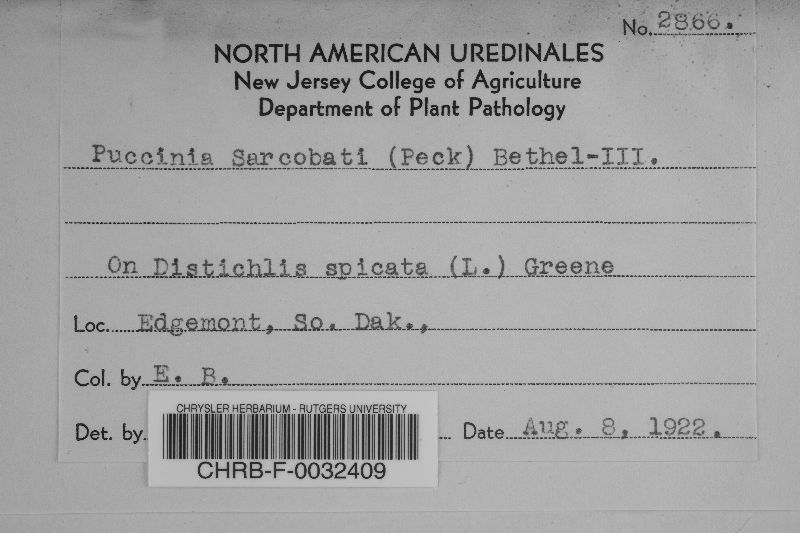 No. 2866.
NORTH AMERICAN UREDINALES
New Jersey College of Agriculture
Department of Plant Pathology
Puccinia Sarcobati (Peck) Bethel-III.
On Distichlis spicata (L.) Greene
Loc. Edgemont, So. Dak.,
Col. by E. B.
Det. by
Date Aug. 8, 1922.
CHRYSLER HERBARIUM - RUTGERS UNIVERSITY
CHRB-F-0032409